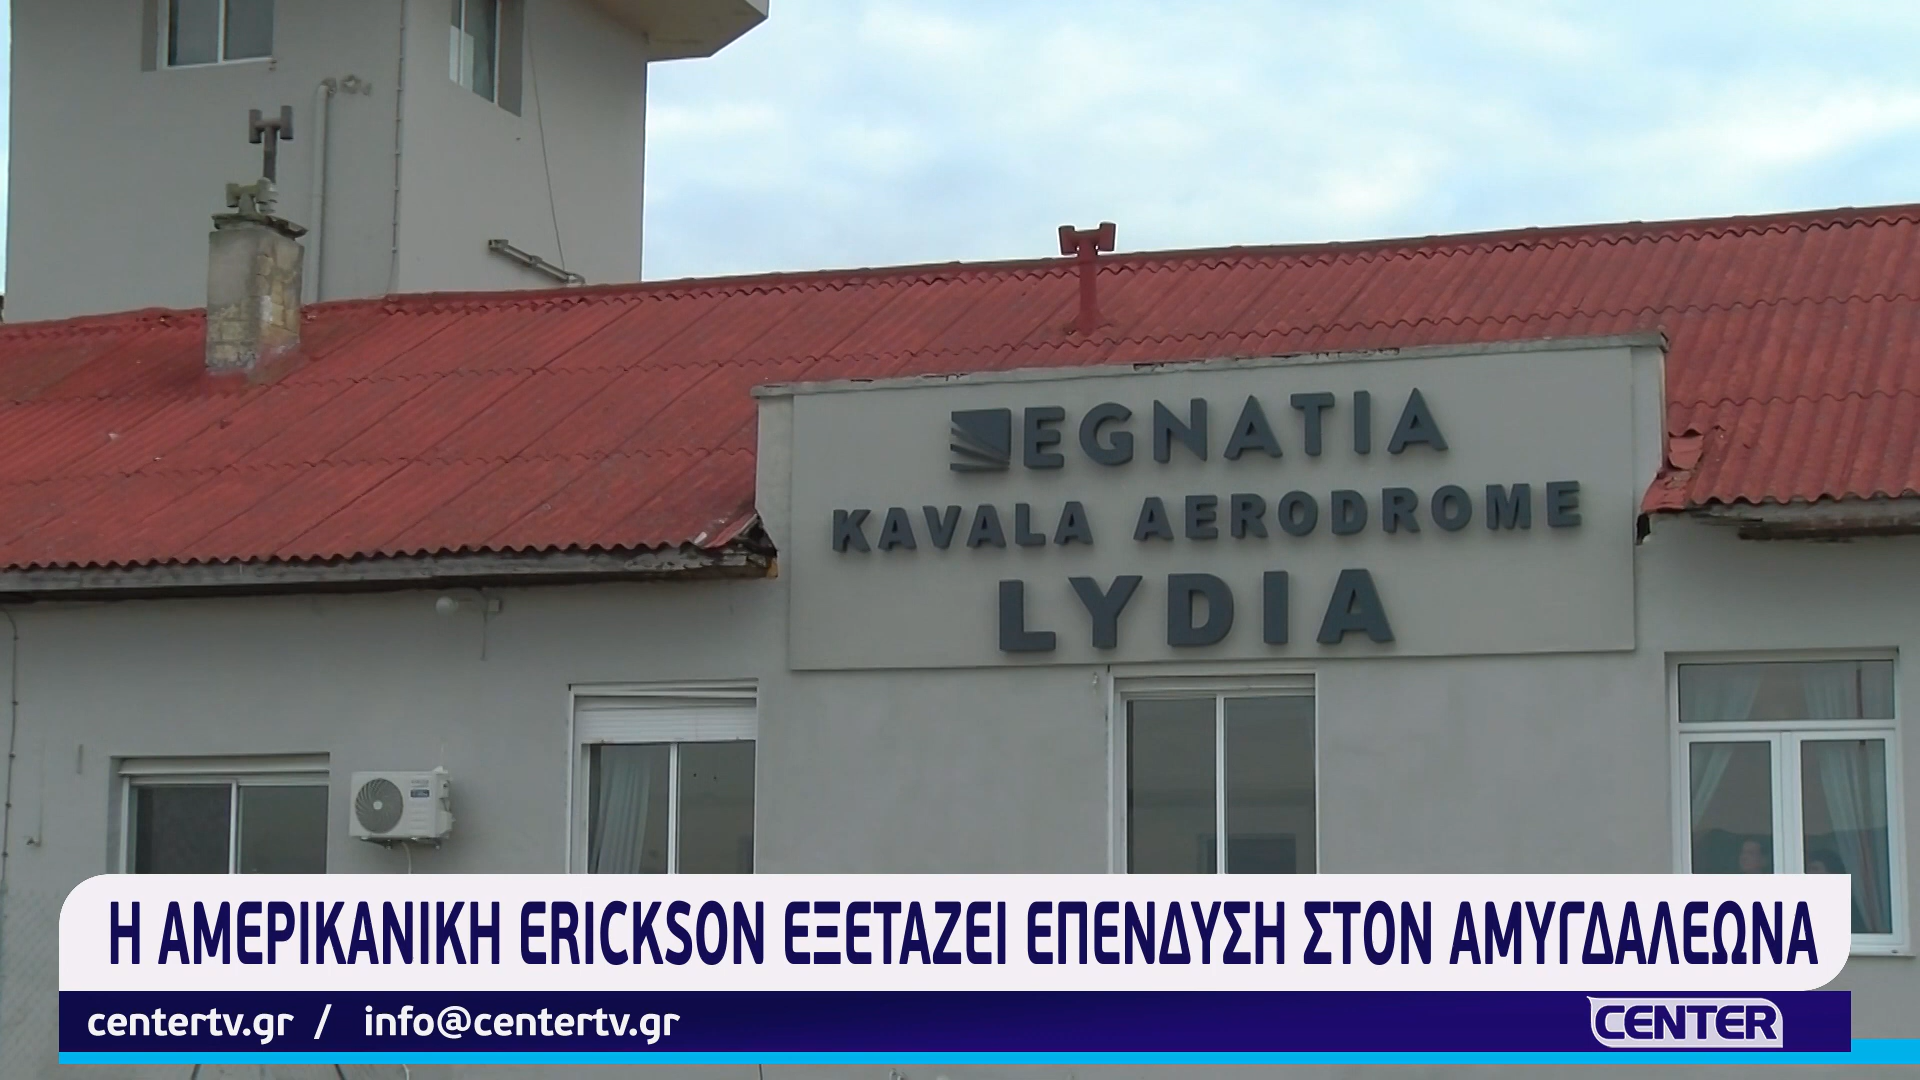 EGNATIA
KAVALA AERODROME
LYDIA
Η ΑΜΕΡΙΚΑΝΙΚΗ ERICKSON ΕΞΕΤΑΖΕΙ ΕΠΕΝΔΥΣΗ ΣΤΟΝ ΑΜΥΓΔΑΛΕΩΝΑ
centertv.gr / info@centertv.gr
CENTER